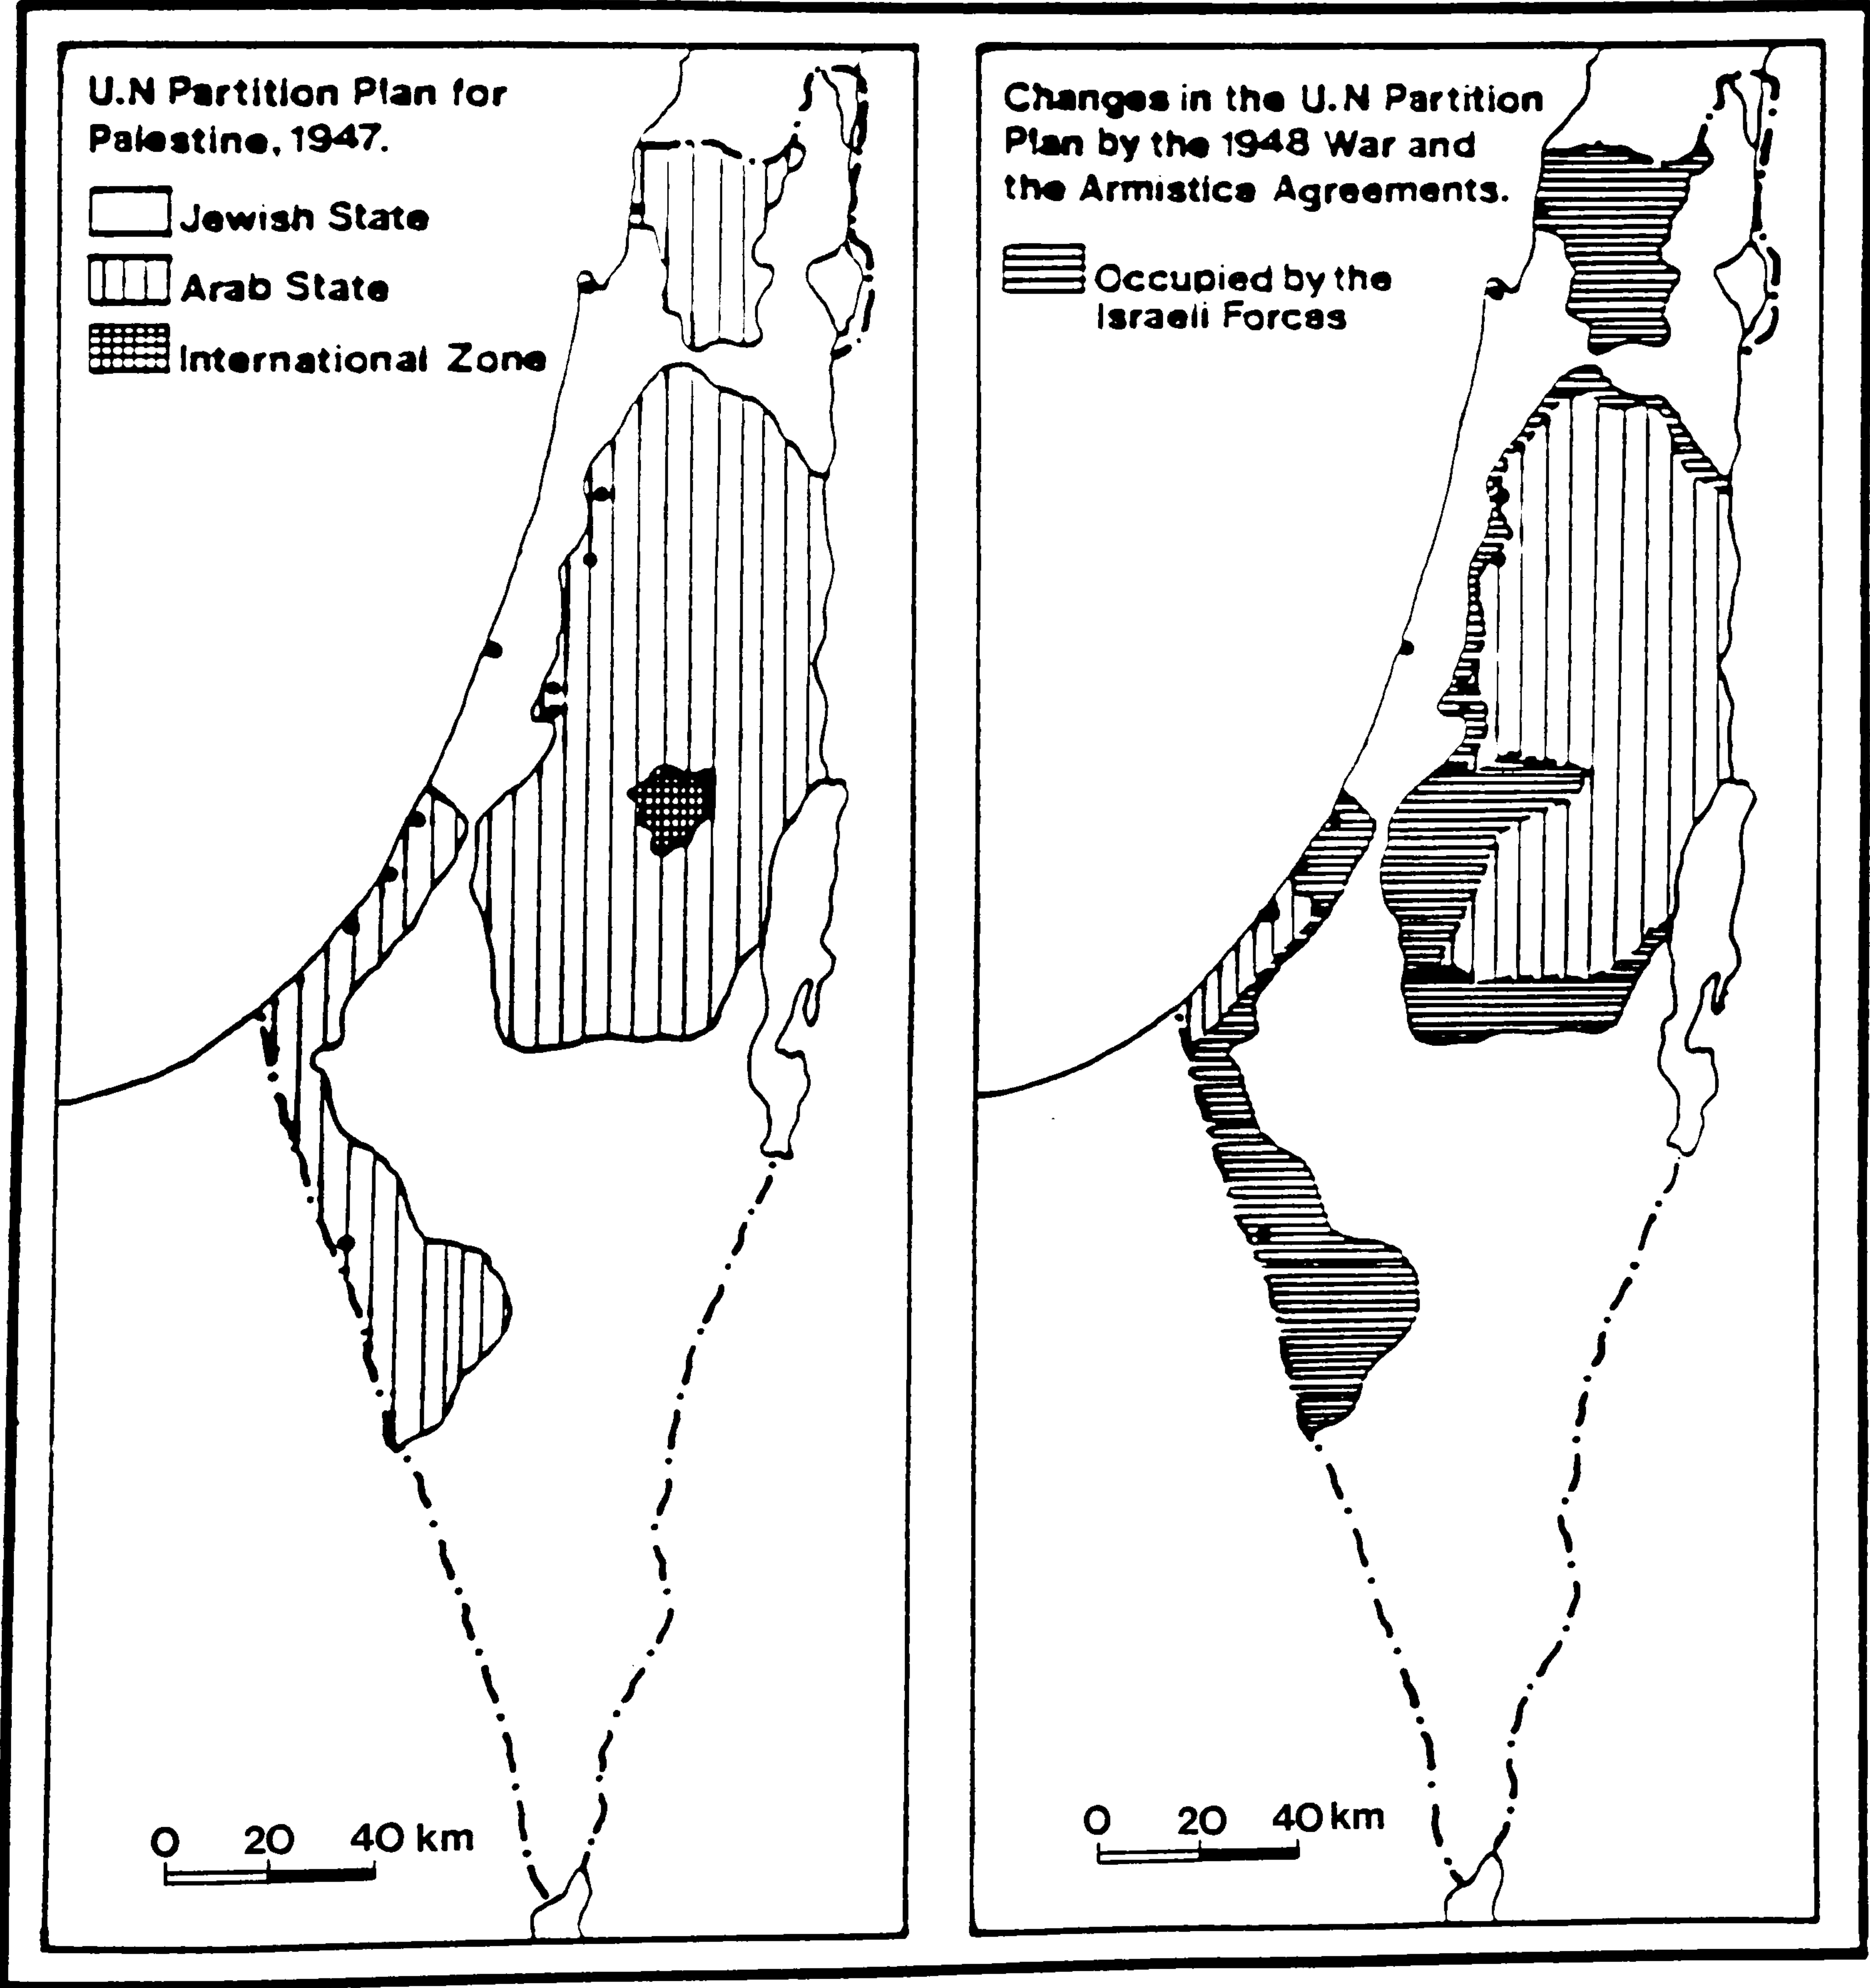 U.N Partition Plan for
Palestine, 1947.
Jewish State
Arab State
International Zone
0 20 40 km
Changes in the U.N Partition
Plan by the 1948 War and
the Armistice Agreements.
Occupied by the
Israeli Forces
0 20 40 km